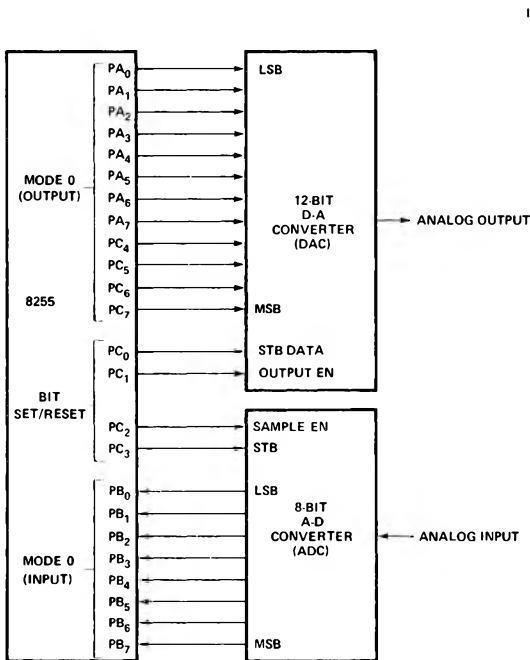 PA0
PA1
PA2
PA3
PA4
PA5
PA6
PA7
PC4
PC5
PC6
PC7
MODE 0
(OUTPUT)
8255
PC0
PC1
PC2
PC3
BIT
SET/RESET
PB0
PB1
PB2
PB3
PB4
PB5
PB6
PB7
MODE 0
(INPUT)
LSB
12-BIT
D-A
CONVERTER
(DAC)
MSB
STB DATA
OUTPUT EN
ANALOG OUTPUT
SAMPLE EN
STB
LSB
8-BIT
A-D
CONVERTER
(ADC)
MSB
ANALOG INPUT